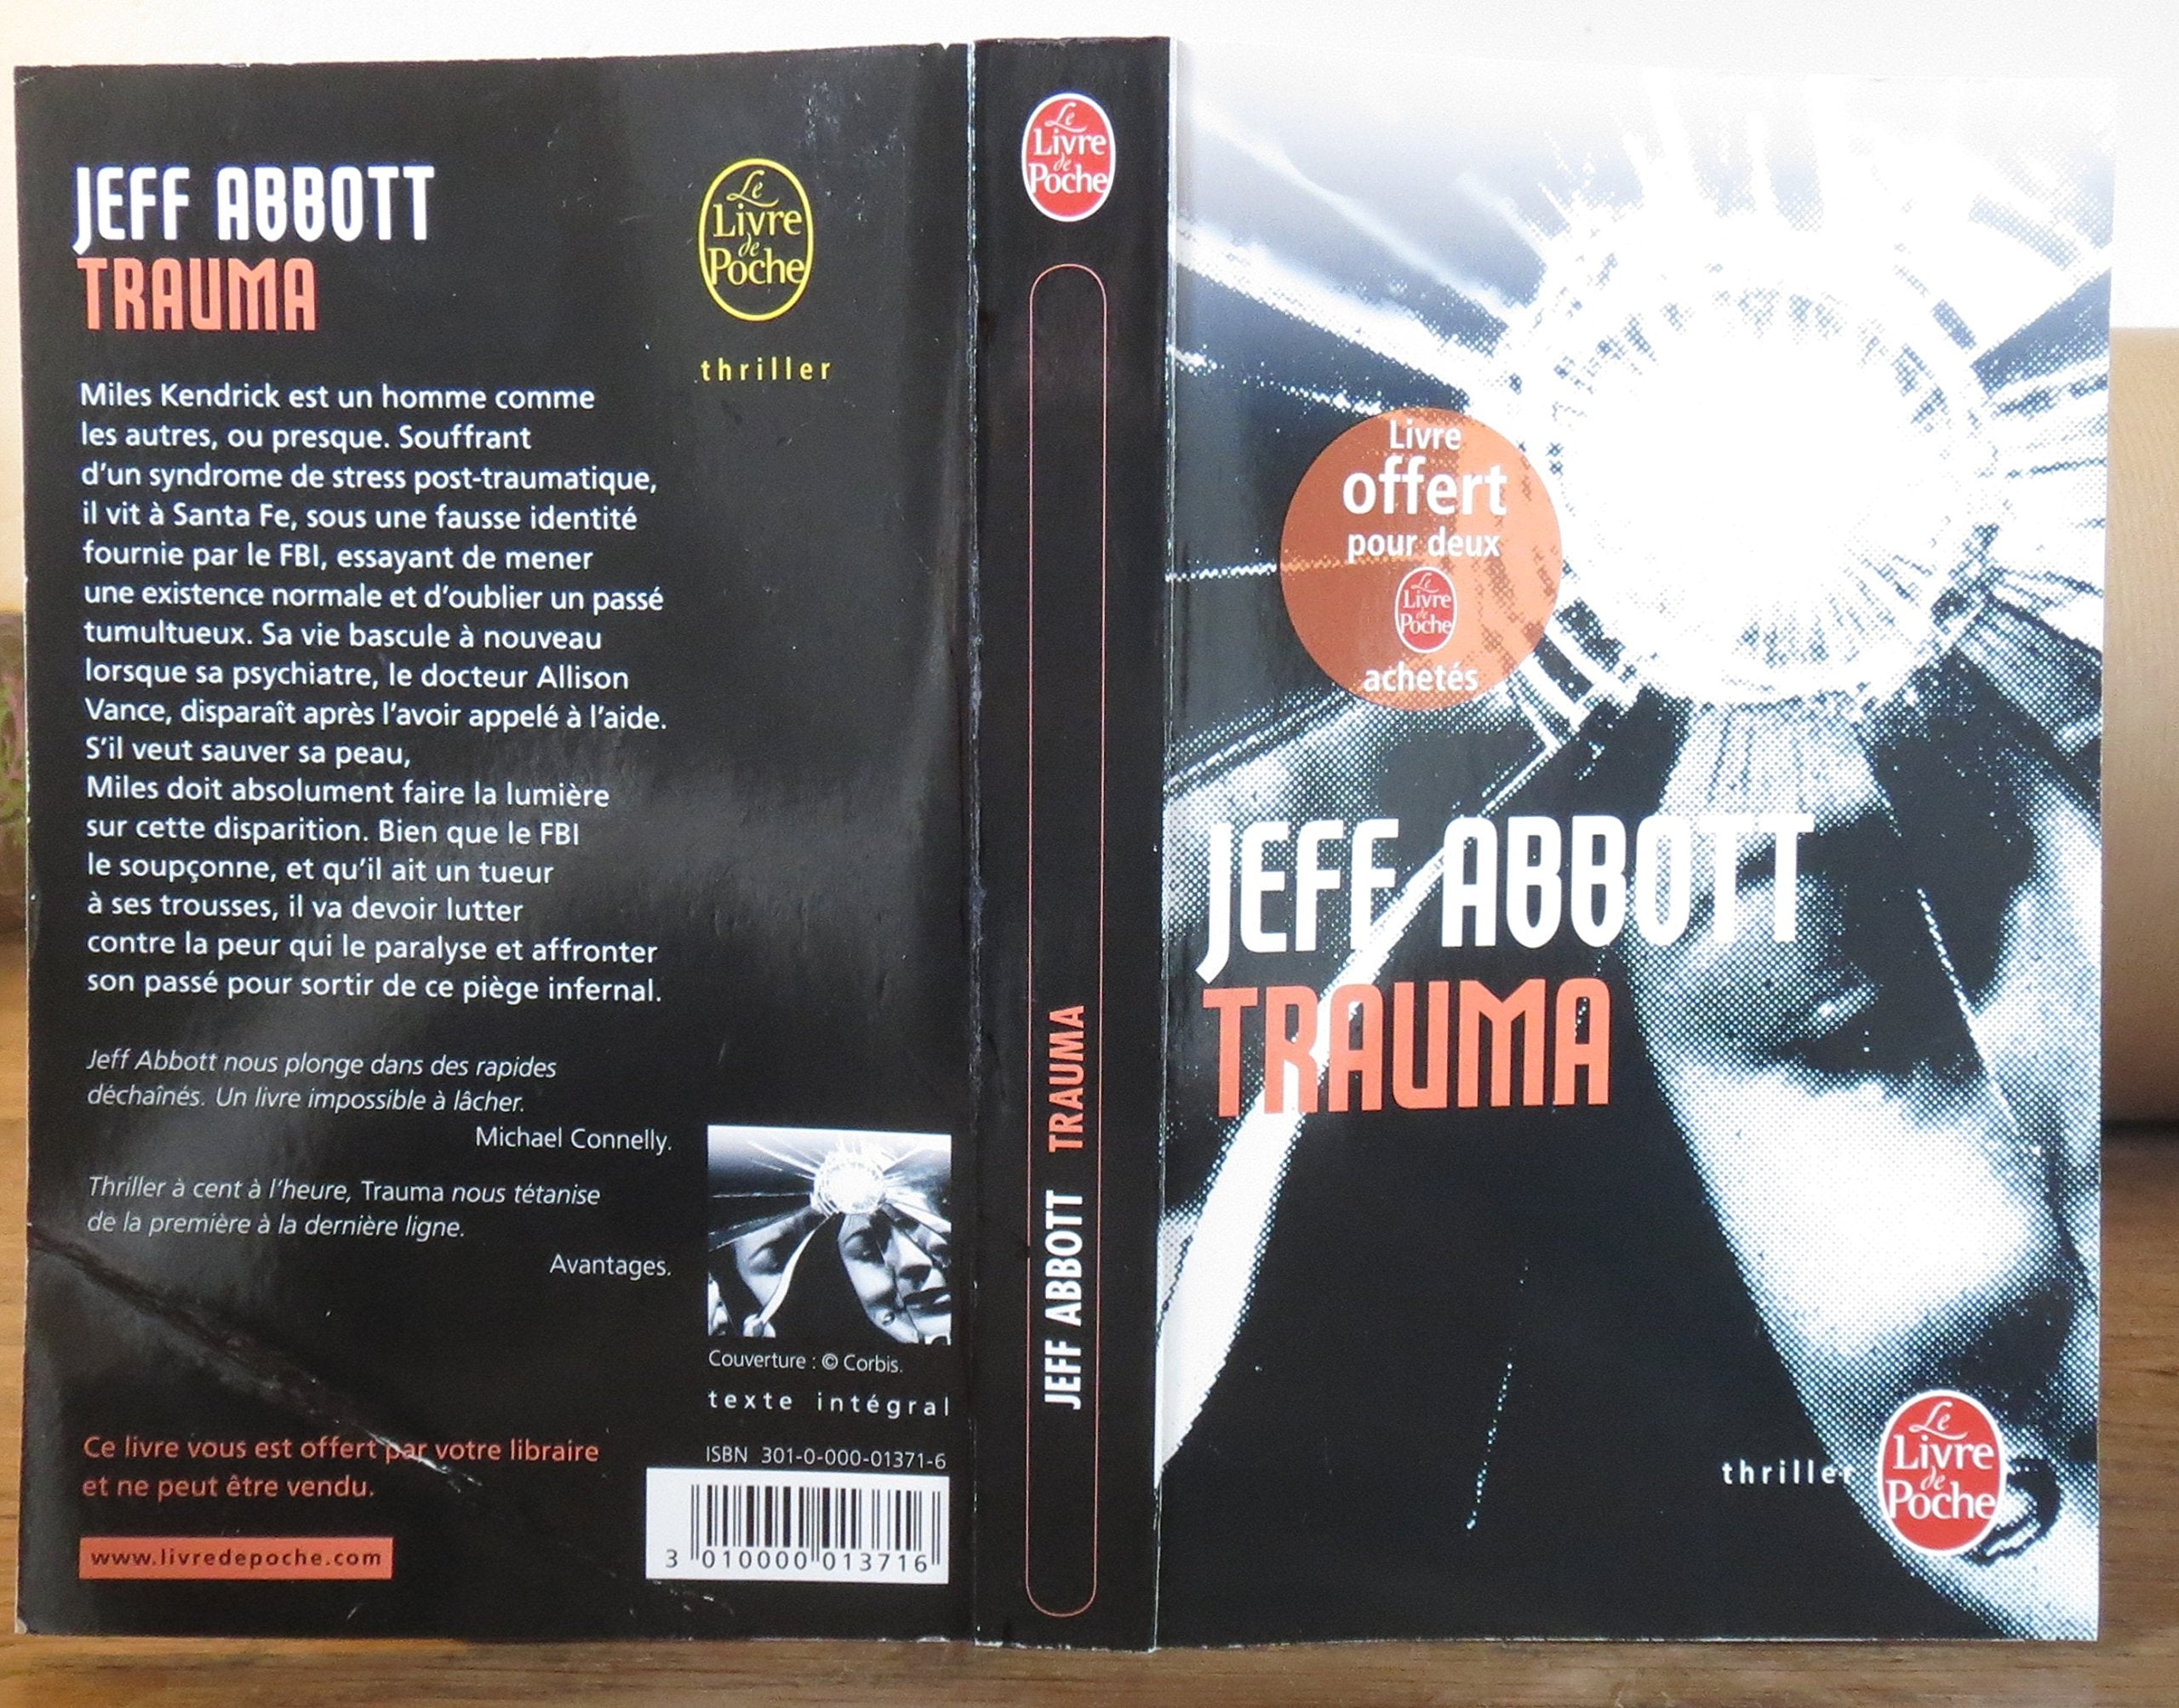 JEFF ABBOTT
TRAUMA
Le
Livre
de
Poche
thriller
Miles Kendrick est un homme comme
les autres, ou presque. Souffrant
d’un syndrome de stress post-traumatique,
il vit à Santa Fe, sous une fausse identité
fournie par le FBI, essayant de mener
une existence normale et d’oublier un passé
tumultueux. Sa vie bascule à nouveau
lorsque sa psychiatre, le docteur Allison
Vance, disparaît après l’avoir appelé à l’aide.
S’il veut sauver sa peau,
Miles doit absolument faire la lumière
sur cette disparition. Bien que le FBI
le soupçonne, et qu’il ait un tueur
à ses trousses, il va devoir lutter
contre la peur qui le paralyse et affronter
son passé pour sortir de ce piège infernal.
Jeff Abbott nous plonge dans des rapides
déchaînés. Un livre impossible à lâcher.
Michael Connelly.
Thriller à cent à l’heure, Trauma nous tétanise
de la première à la dernière ligne.
Avantages.
Couverture : © Corbis.
texte intégral
Ce livre vous est offert par votre libraire
et ne peut être vendu.
www.livredepoche.com
ISBN 301-0-000-01371-6
3 010000 013716
Le
Livre
de
Poche
JEFF ABBOTT TRAUMA
Livre
offert
pour deux
Le
Livre
de
Poche
achetés
JEFF ABBOTT
TRAUMA
thriller
Le
Livre
de
Poche